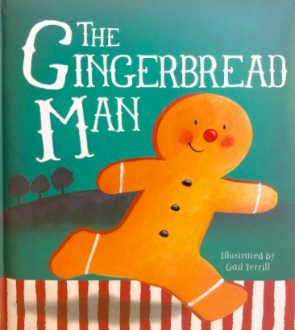 THE
GINGERBREAD
MAN
Illustrated by
Gail Yerrill